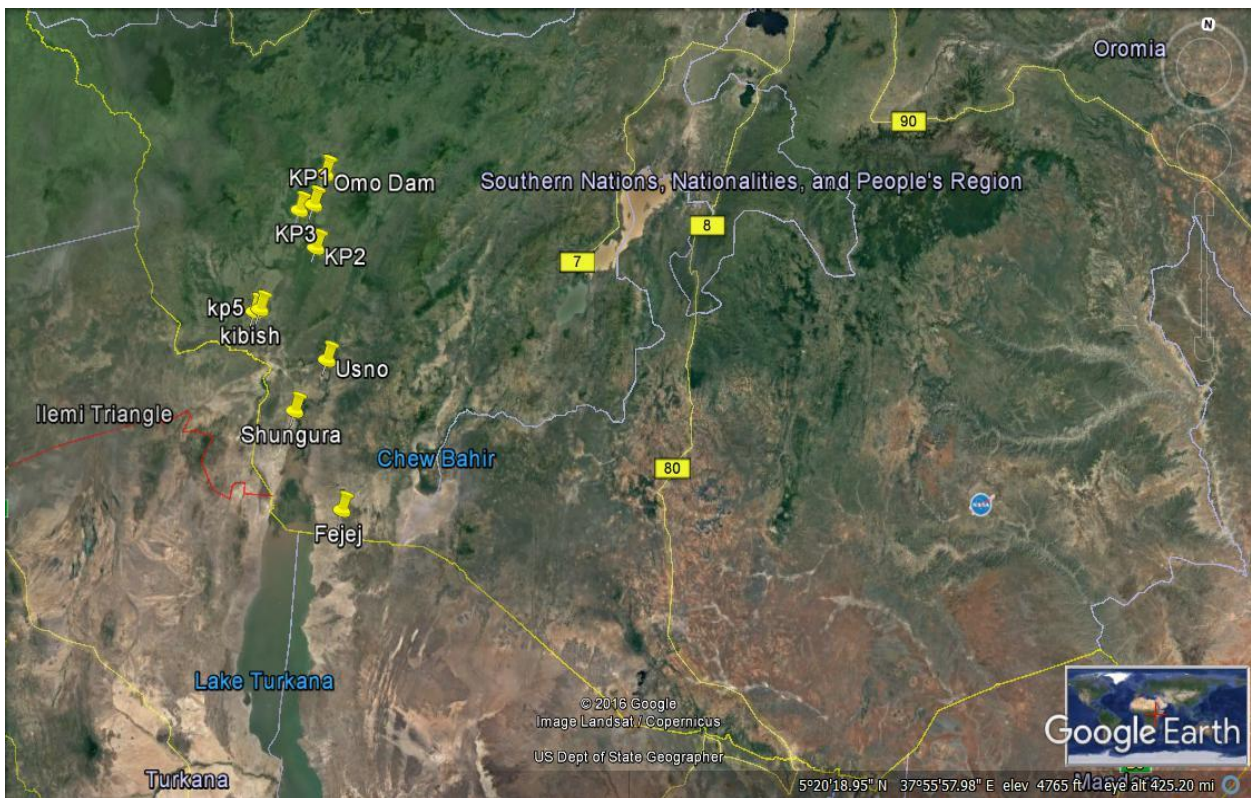 N
Oromia
90
KP1
Omo Dam
Southern Nations, Nationalities, and People's Region
KP3
KP2
8
7
kp5
kibish
Usno
Ilemi Triangle
Shungura
Chew Bahir
80
NASA
Fejej
Lake Turkana
© 2016 Google
Image Landsat / Copernicus
US Dept of State Geographer
Google Earth
Turkana
5°20'18.95" N 37°55'57.98" E elev 4765 ft eye alt 425.20 mi